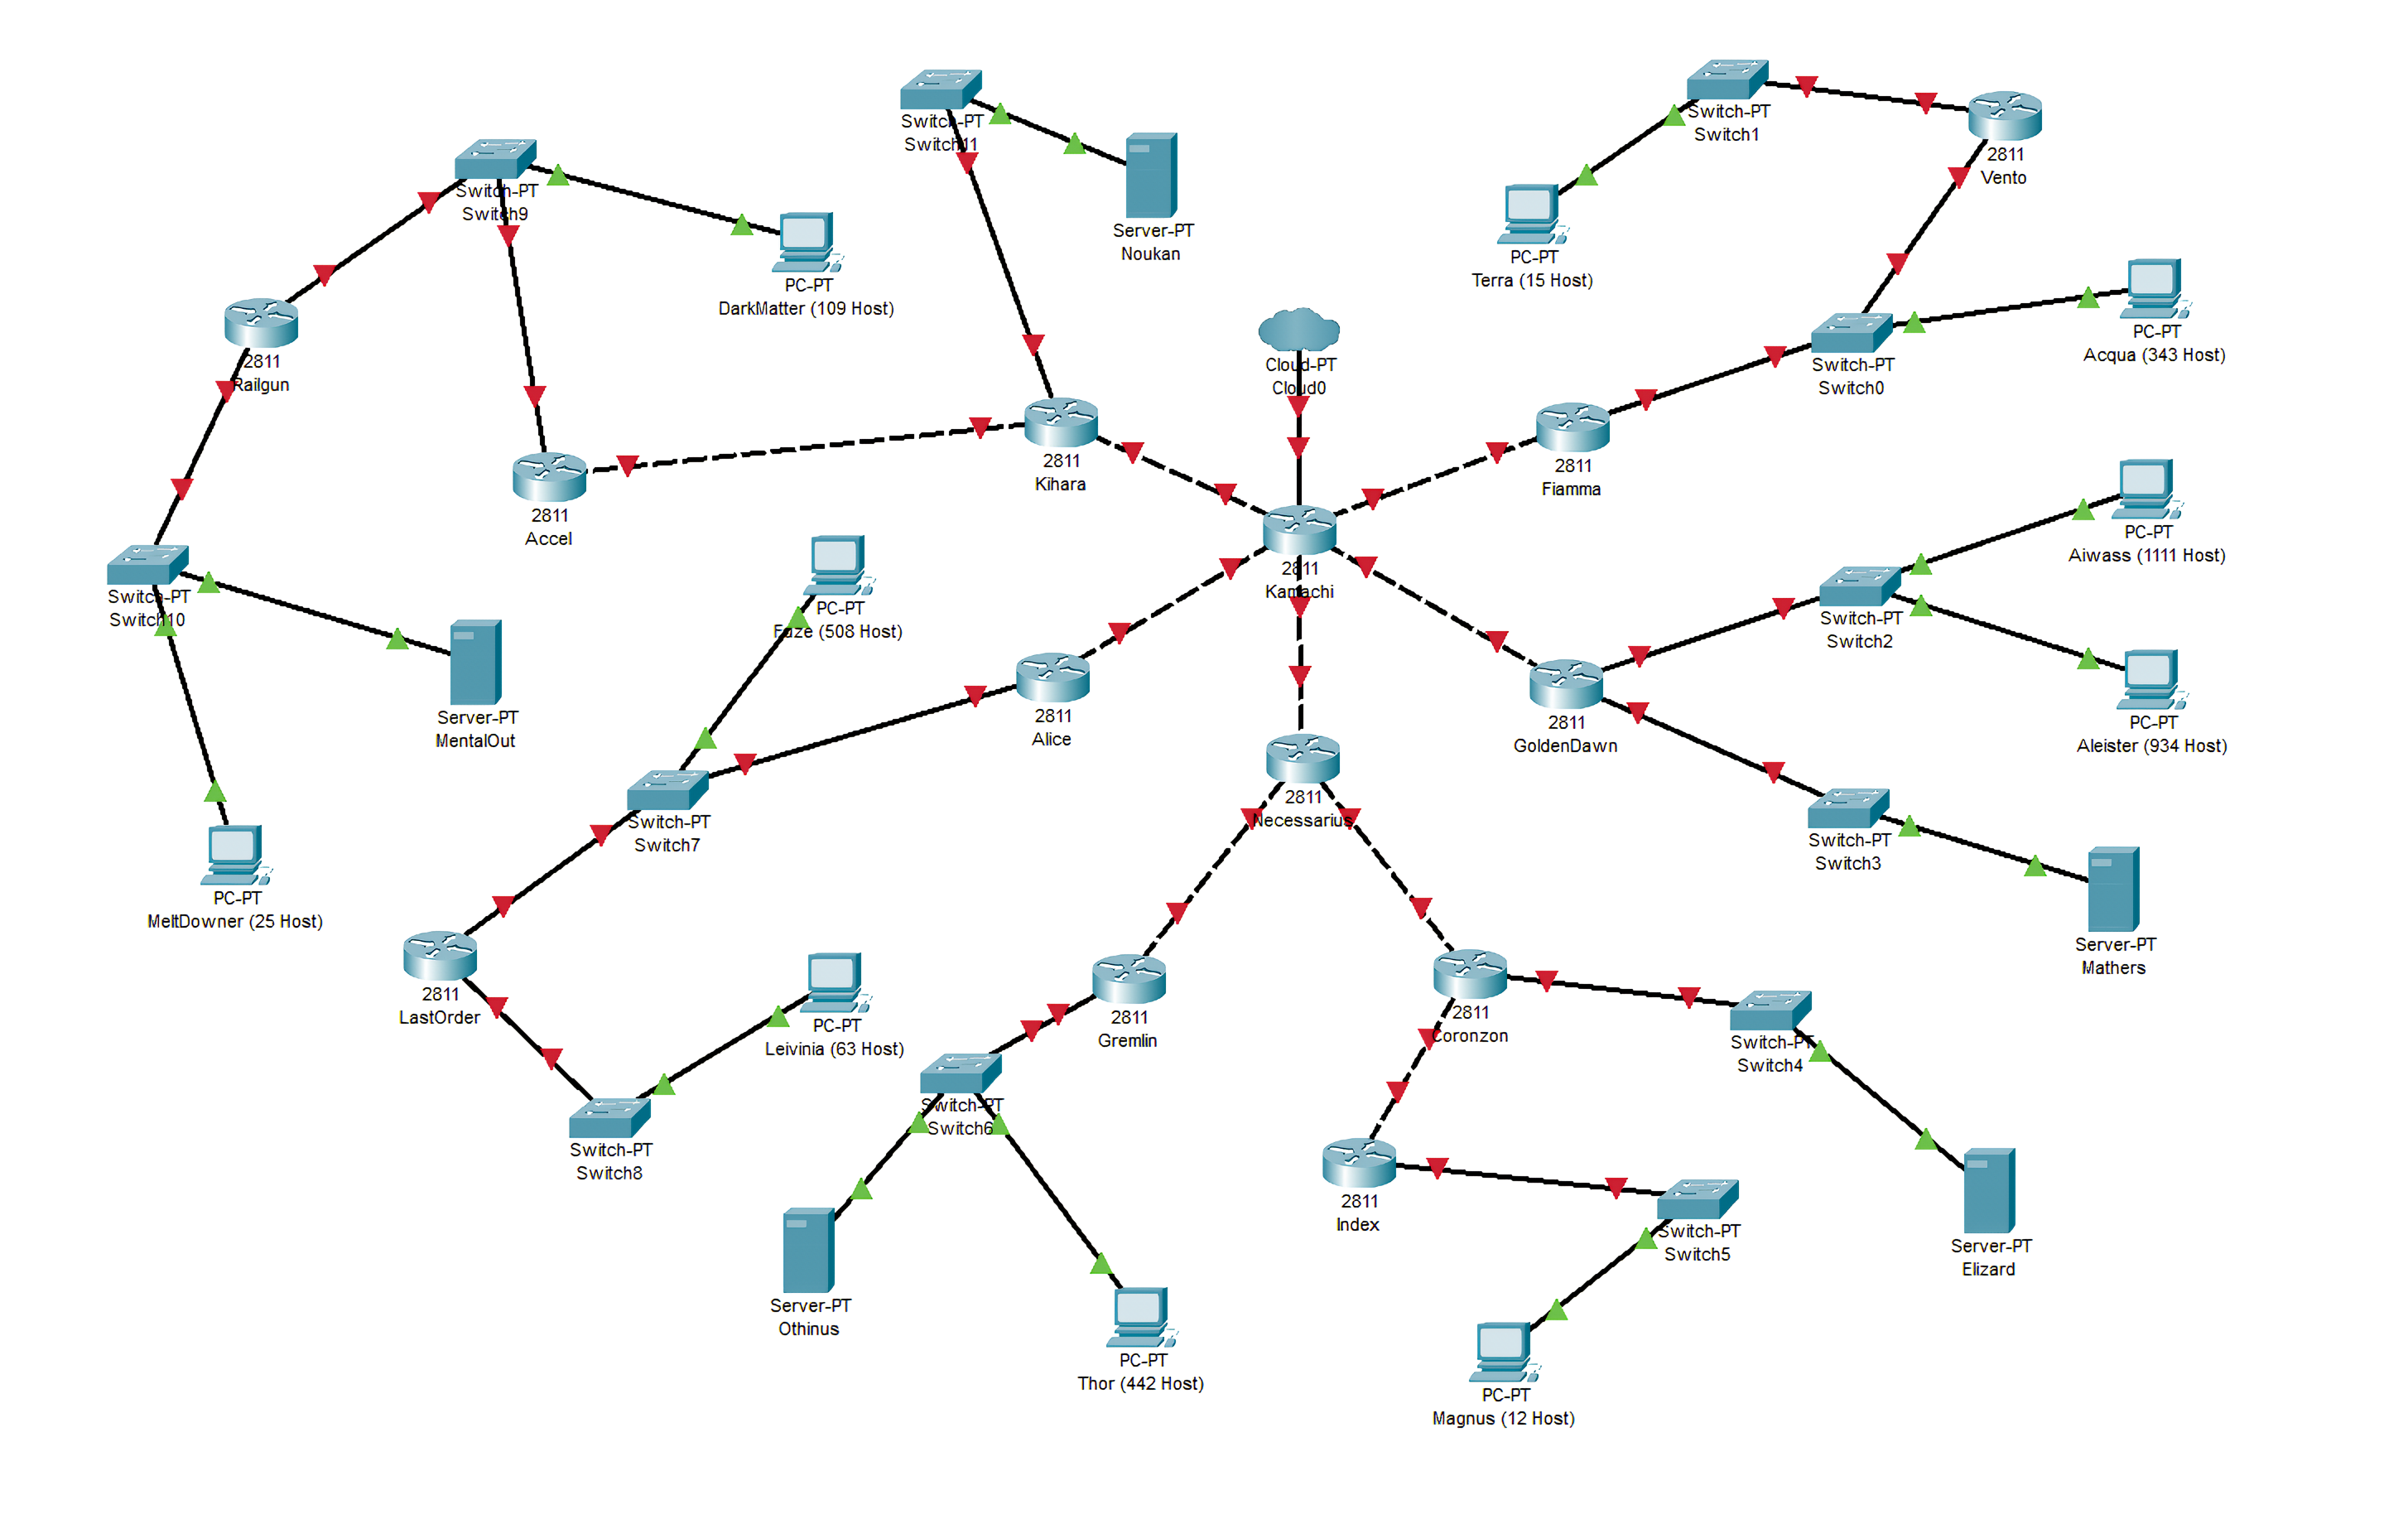 Switch-PT
Switch1
2811
Vento
Switch-PT
Switch11
Server-PT
Noukan
Switch-PT
Switch9
PC-PT
Terra (15 Host)
PC-PT
DarkMatter (109 Host)
PC-PT
Acqua (343 Host)
2811
Railgun
Cloud-PT
Cloud0
Switch-PT
Switch0
2811
Kihara
2811
Fiamma
2811
Accel
PC-PT
Aiwass (1111 Host)
2811
Kamachi
Switch-PT
Switch10
PC-PT
Fuze (508 Host)
Switch-PT
Switch2
Server-PT
MentalOut
2811
Alice
2811
GoldenDawn
PC-PT
Aleister (934 Host)
2811
Necessarius
Switch-PT
Switch7
Switch-PT
Switch3
PC-PT
MeltDowner (25 Host)
Server-PT
Mathers
2811
LastOrder
PC-PT
Leivinia (63 Host)
2811
Gremlin
2811
Coronzon
Switch-PT
Switch4
Switch-PT
Switch6
Switch-PT
Switch8
2811
Index
Switch-PT
Switch5
Server-PT
Elizard
Server-PT
Othinus
PC-PT
Thor (442 Host)
PC-PT
Magnus (12 Host)